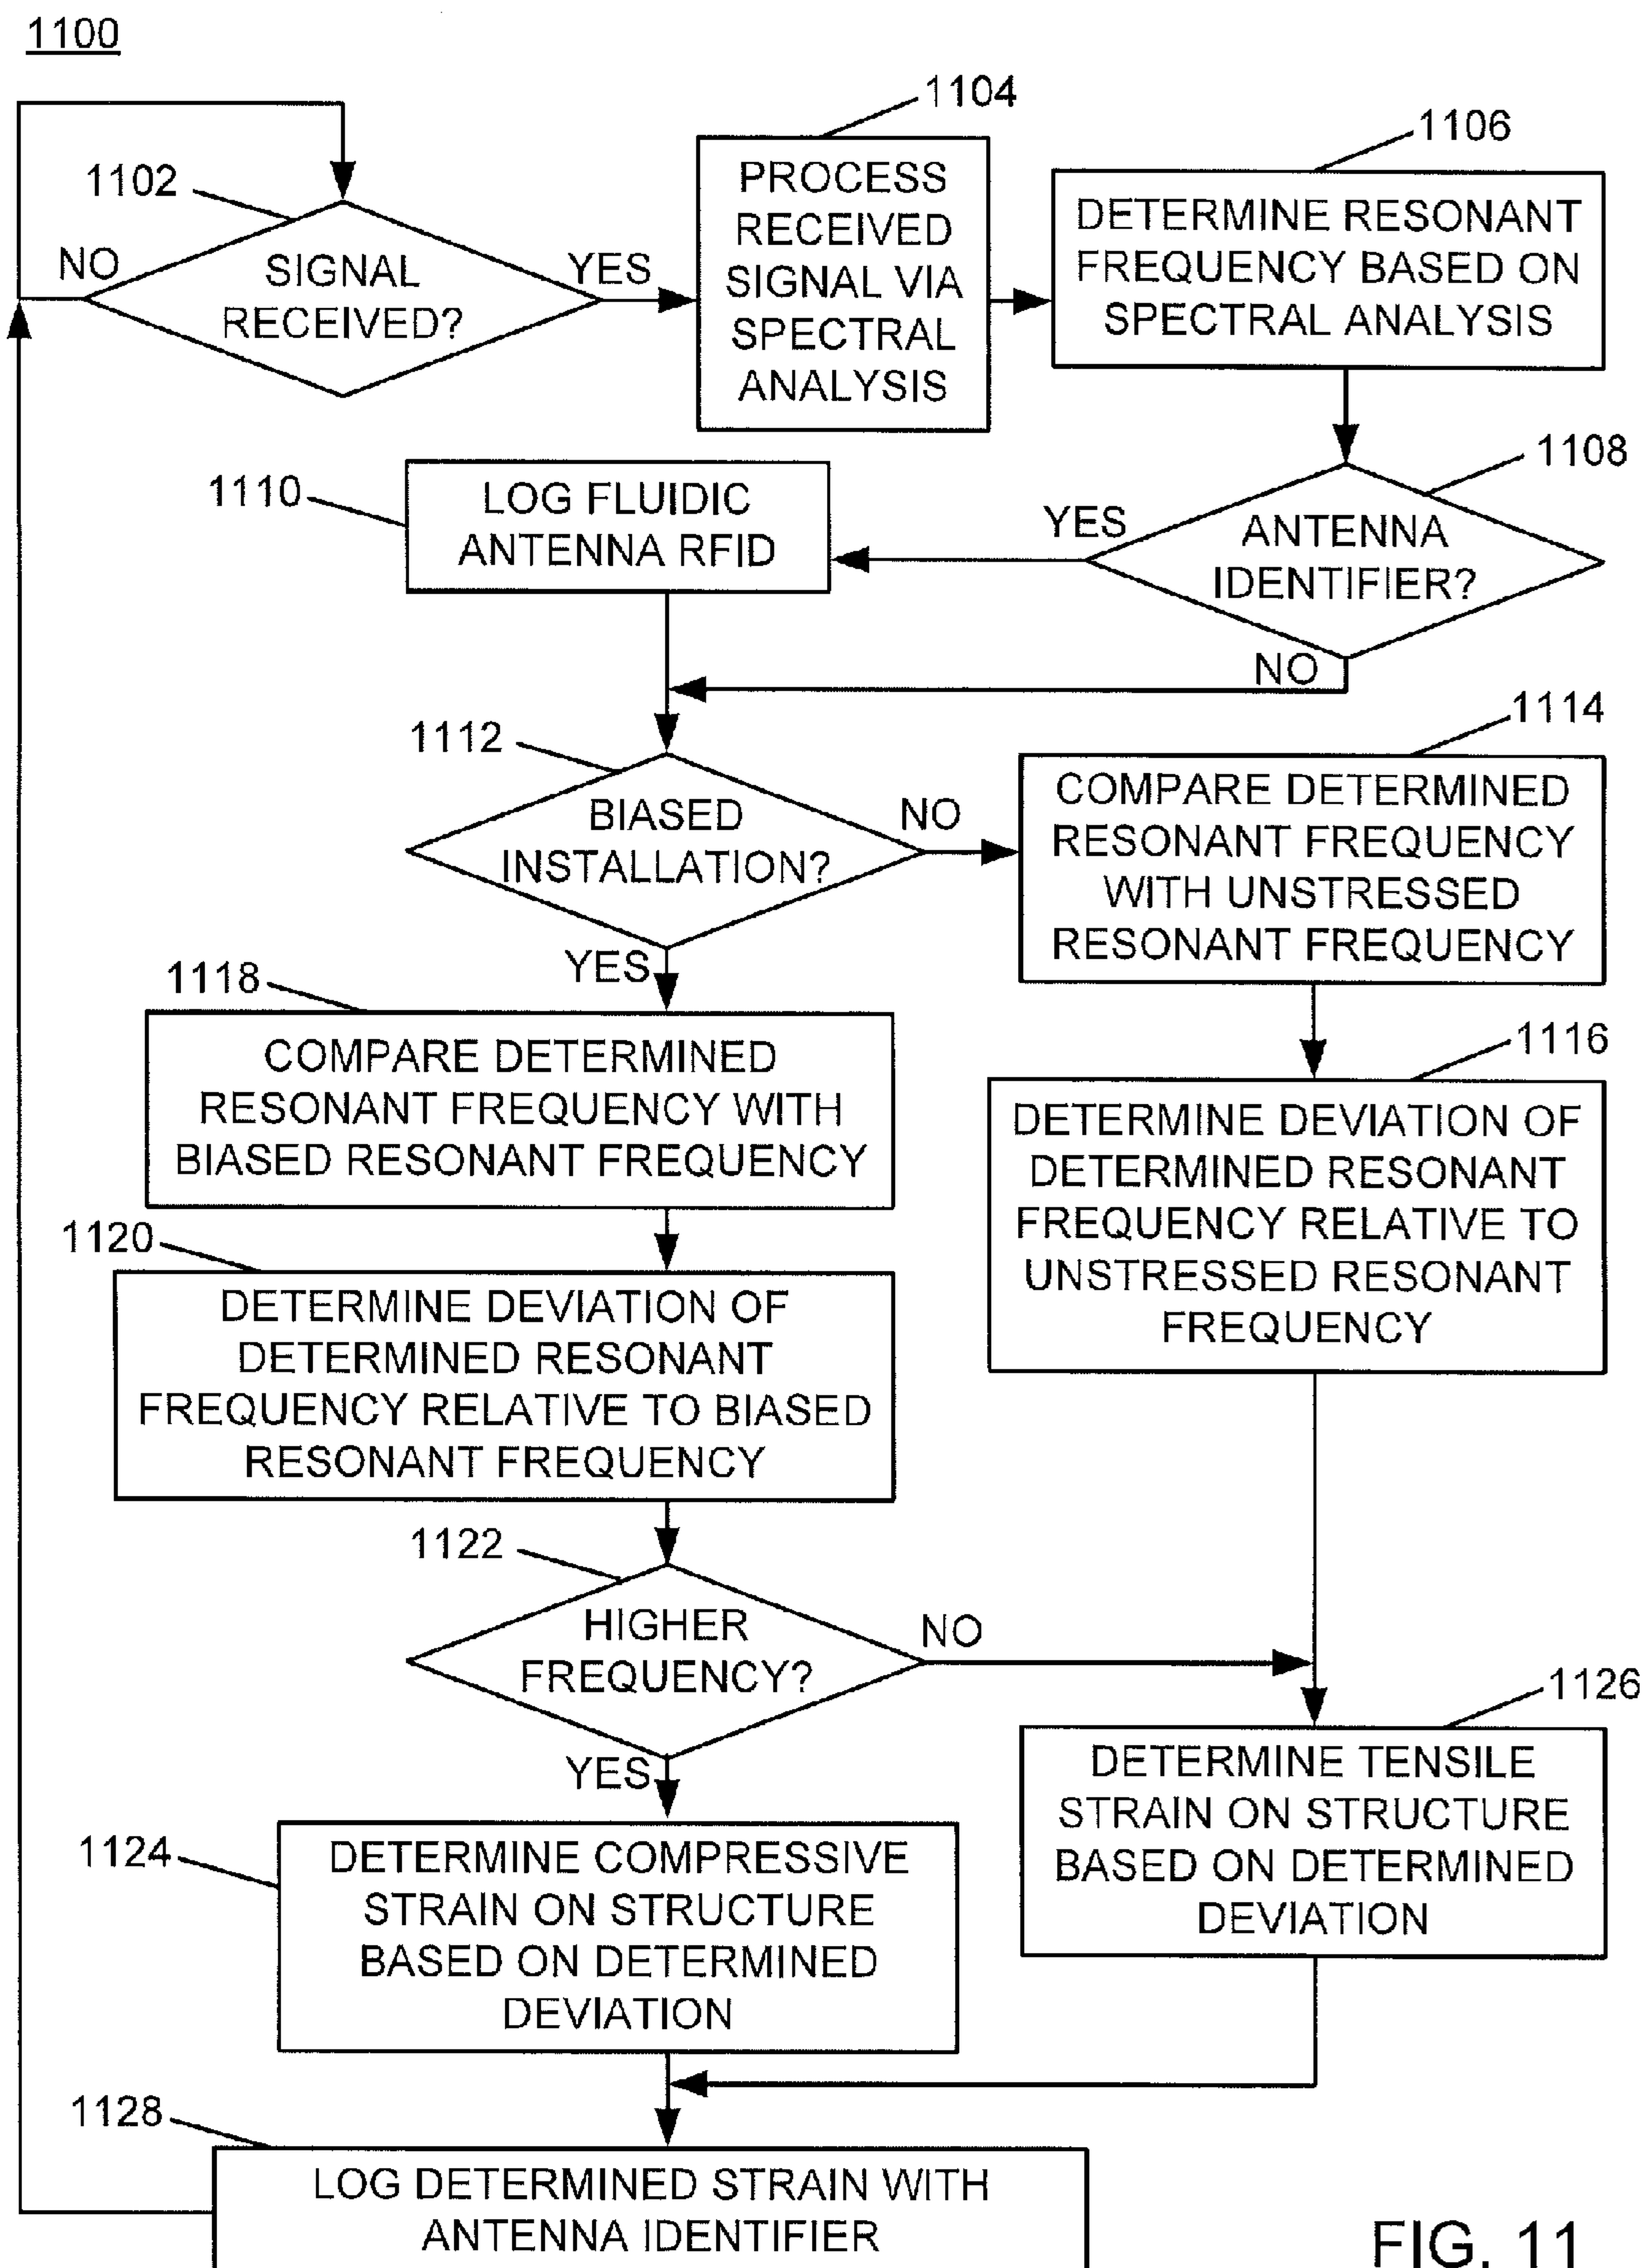 1100
1102
NO
SIGNAL
RECEIVED?
YES
1104
PROCESS
RECEIVED
SIGNAL VIA
SPECTRAL
ANALYSIS
1106
DETERMINE RESONANT
FREQUENCY BASED ON
SPECTRAL ANALYSIS
1108
ANTENNA
IDENTIFIER?
YES
NO
1110
LOG FLUIDIC
ANTENNA RFID
1112
BIASED
INSTALLATION?
NO
YES
1114
COMPARE DETERMINED
RESONANT FREQUENCY
WITH UNSTRESSED
RESONANT FREQUENCY
1116
DETERMINE DEVIATION OF
DETERMINED RESONANT
FREQUENCY RELATIVE TO
UNSTRESSED RESONANT
FREQUENCY
1118
COMPARE DETERMINED
RESONANT FREQUENCY WITH
BIASED RESONANT FREQUENCY
1120
DETERMINE DEVIATION OF
DETERMINED RESONANT
FREQUENCY RELATIVE TO BIASED
RESONANT FREQUENCY
1122
HIGHER
FREQUENCY?
NO
YES
1124
DETERMINE COMPRESSIVE
STRAIN ON STRUCTURE
BASED ON DETERMINED
DEVIATION
1126
DETERMINE TENSILE
STRAIN ON STRUCTURE
BASED ON DETERMINED
DEVIATION
1128
LOG DETERMINED STRAIN WITH
ANTENNA IDENTIFIER
FIG. 11